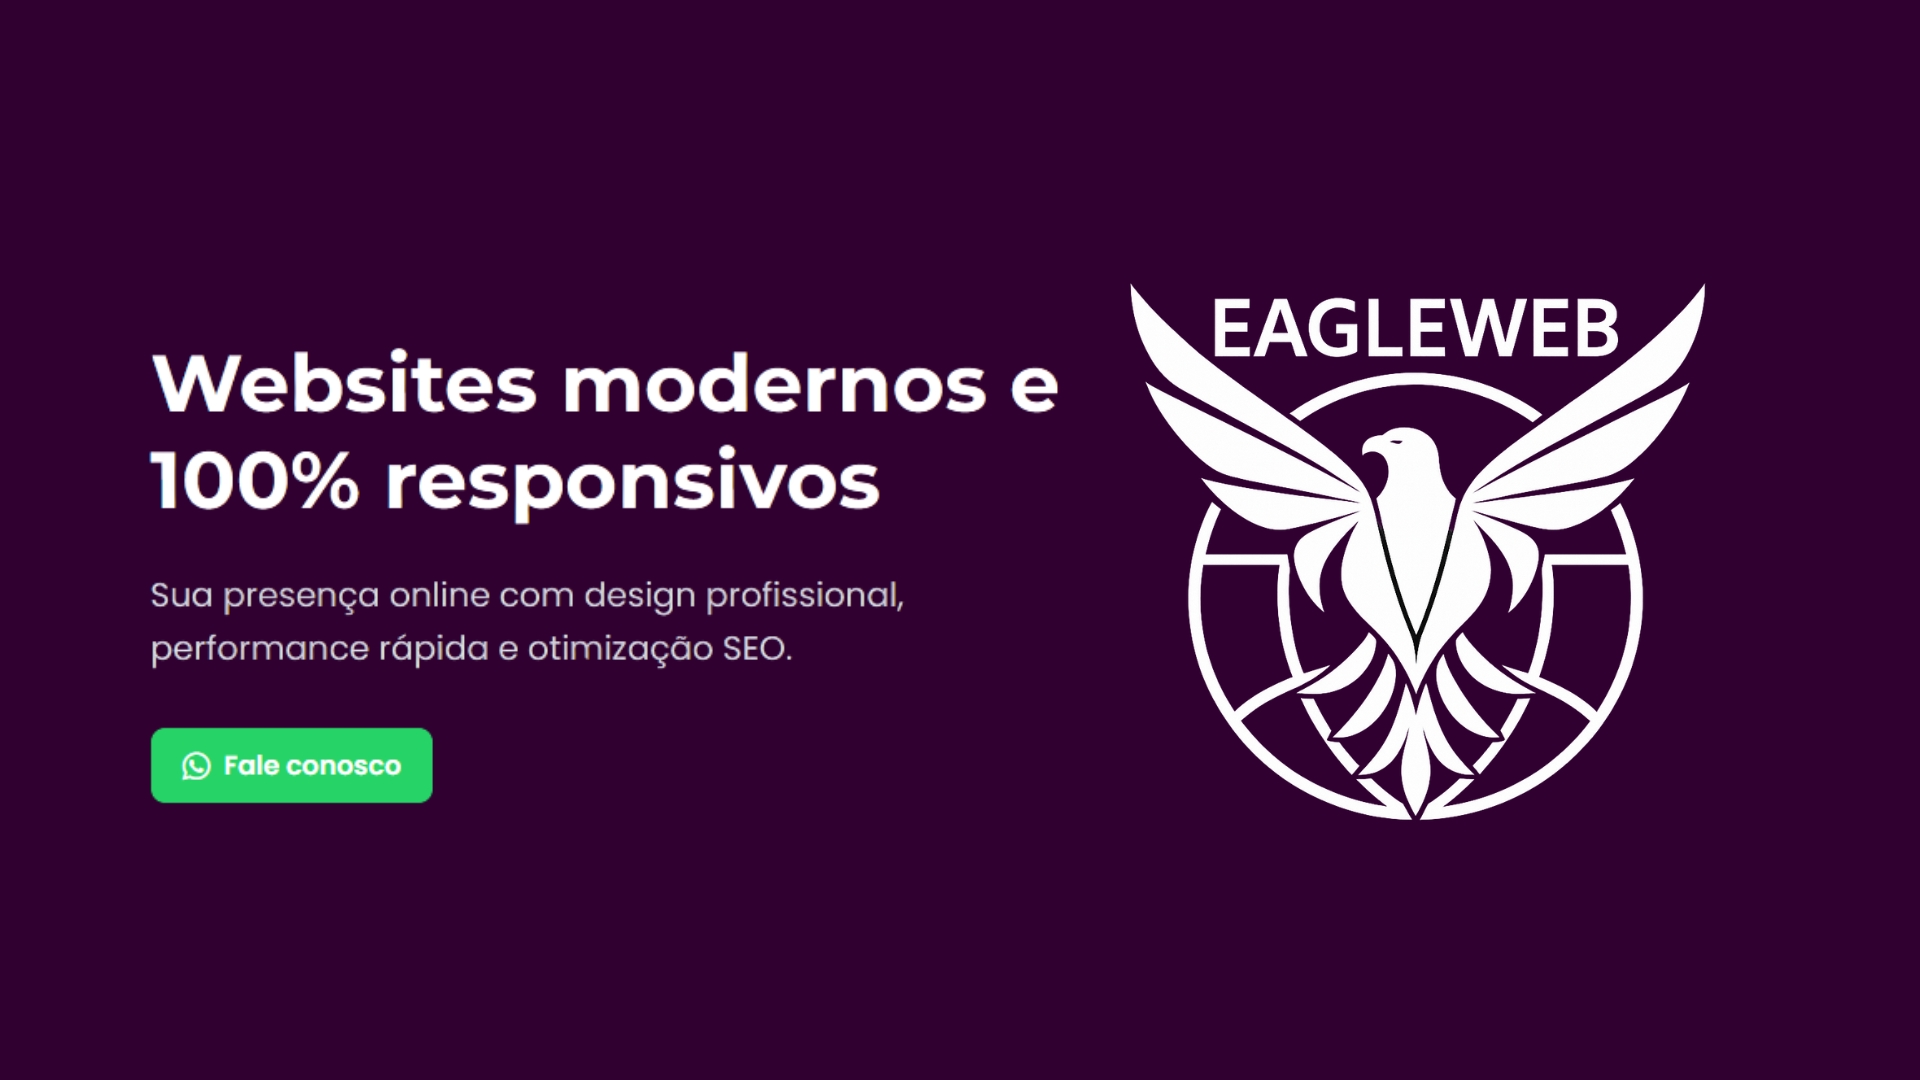 EAGLEWEB
Websites modernos e
100% responsivos
Sua presença online com design profissional,
performance rápida e otimização SEO.
Fale conosco